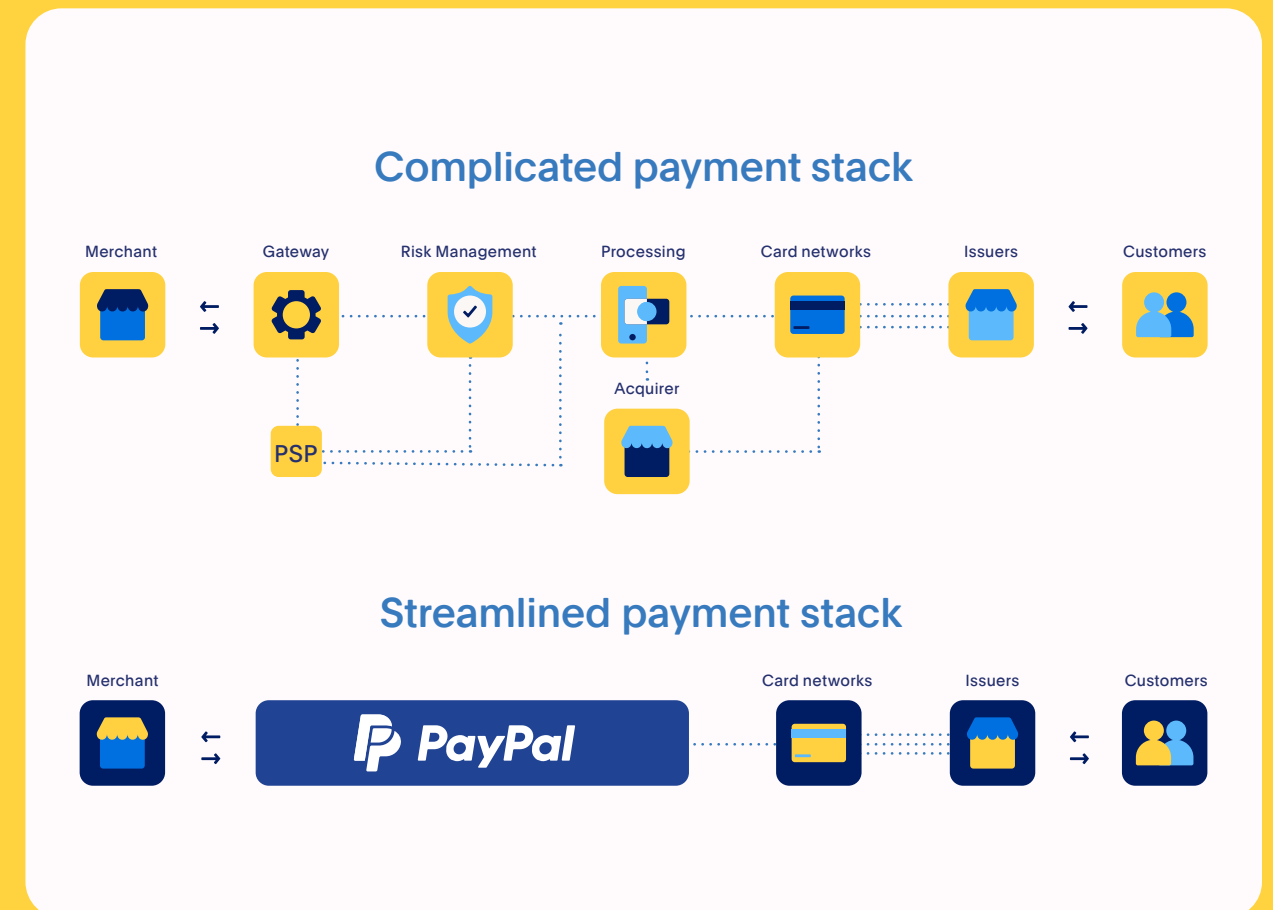 Complicated payment stack
Merchant
Gateway
Risk Management
Processing
Card networks
Issuers
Customers
Acquirer
PSP
Streamlined payment stack
Merchant
PayPal
Card networks
Issuers
Customers